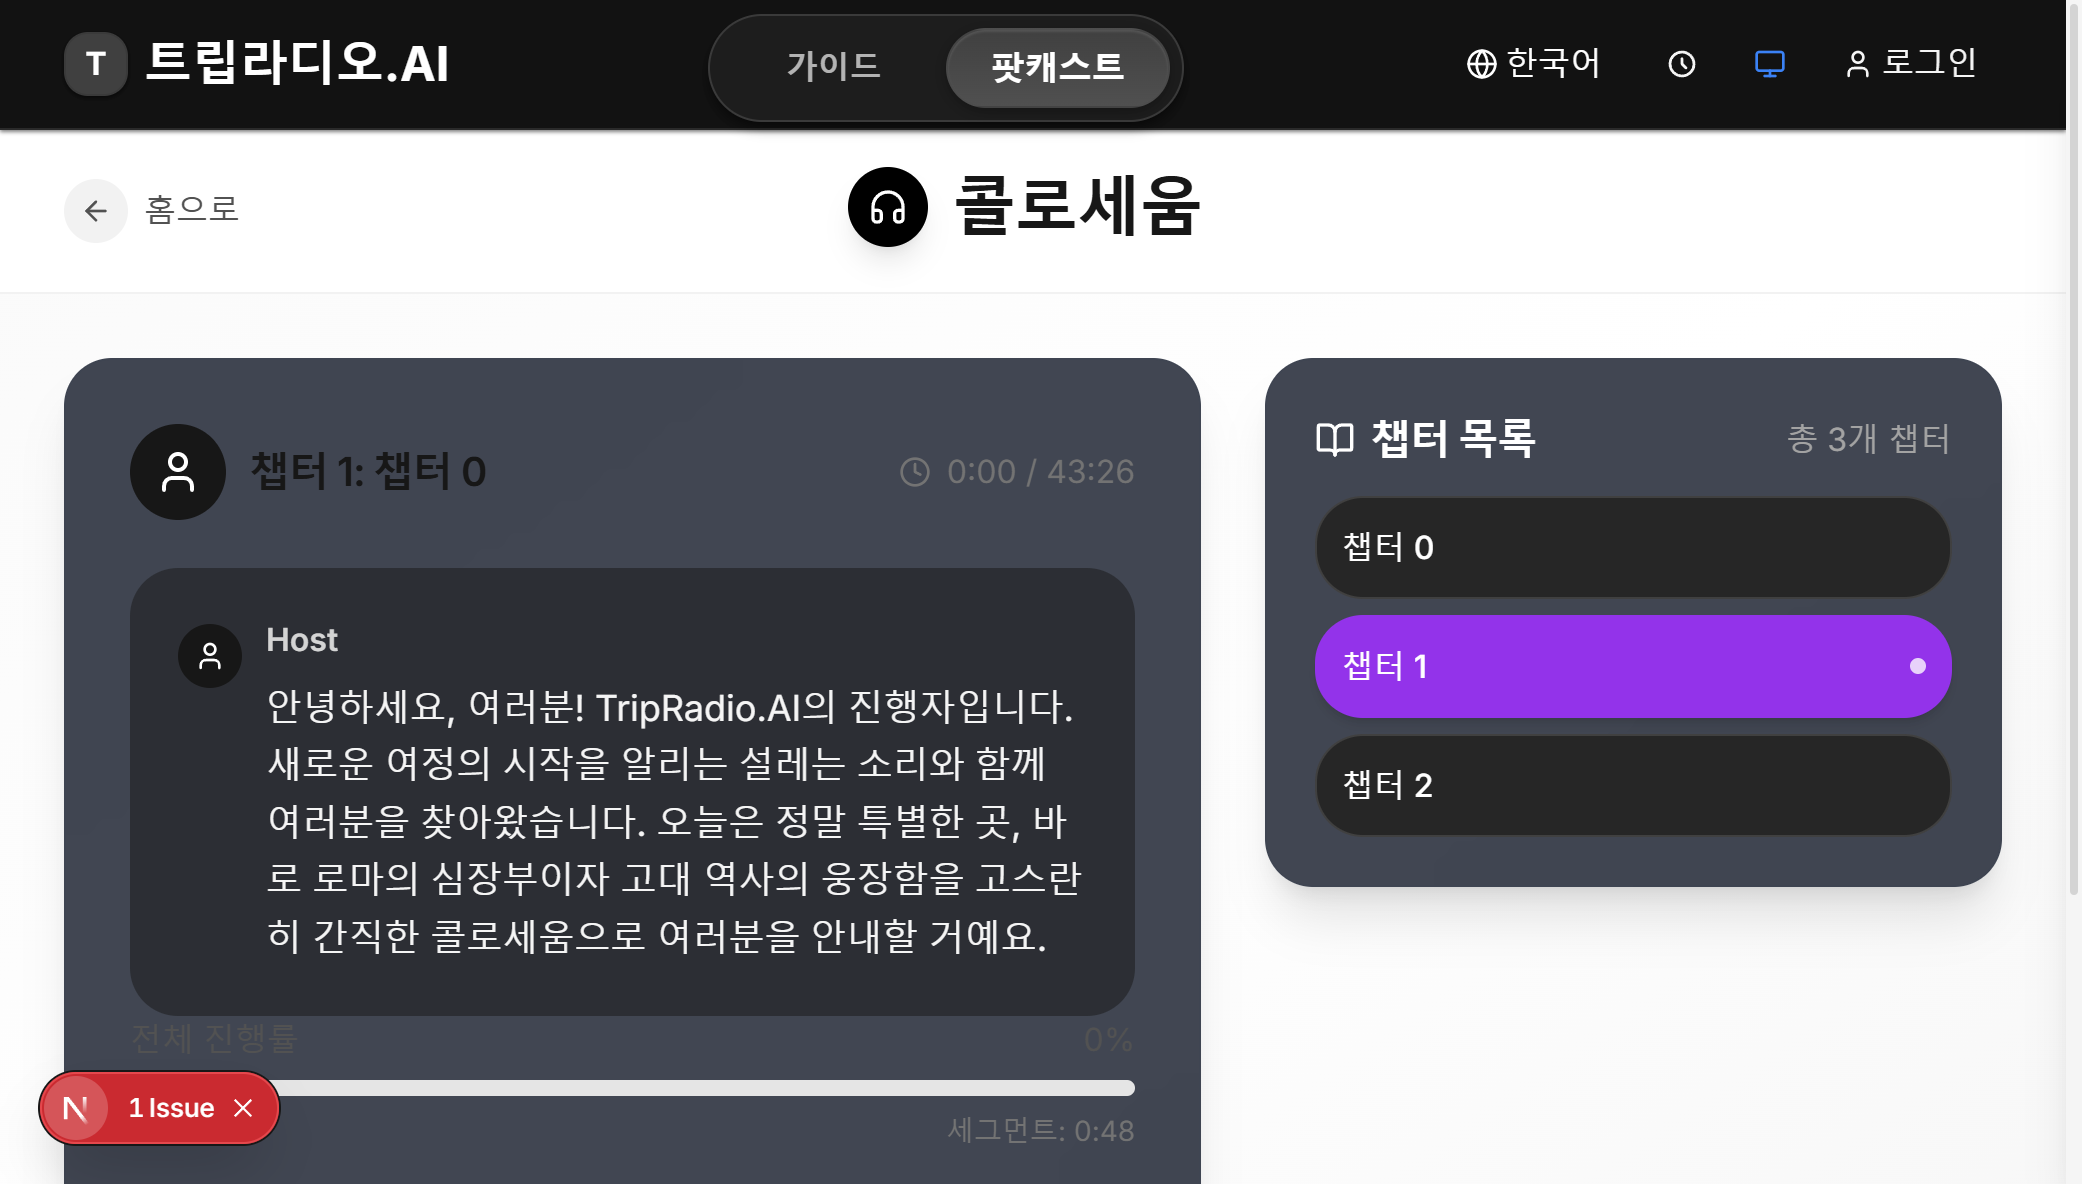 T 트립라디오.AI
가이드
팟캐스트
한국어
로그인
홈으로
콜로세움
챕터 1: 챕터 0
0:00 / 43:26
Host
안녕하세요, 여러분! TripRadio.AI의 진행자입니다.
새로운 여정의 시작을 알리는 설레는 소리와 함께
여러분을 찾아왔습니다. 오늘은 정말 특별한 곳, 바
로 로마의 심장부이자 고대 역사의 웅장함을 고스란
히 간직한 콜로세움으로 여러분을 안내할 거예요.
전체 진행률
0%
세그먼트: 0:48
N 1 Issue
챕터 목록
총 3개 챕터
챕터 0
챕터 1
챕터 2